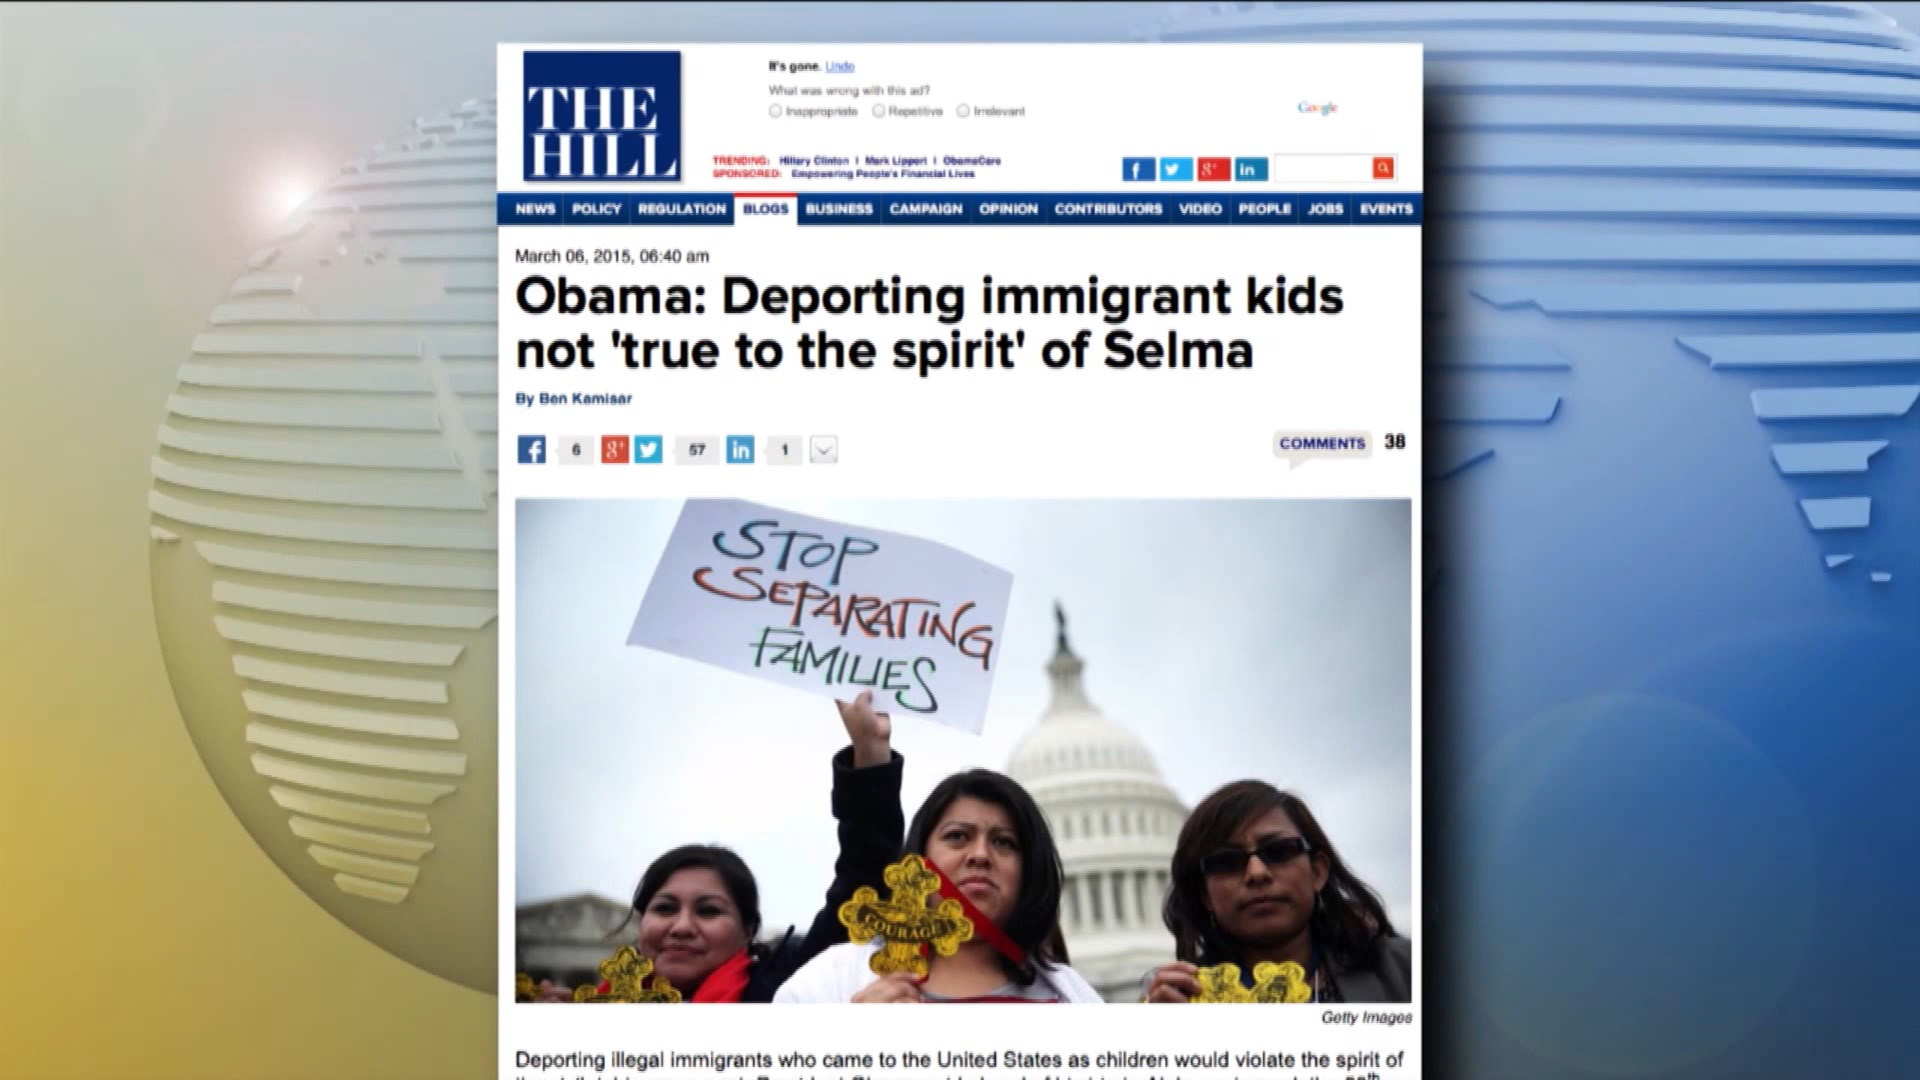 THE
HILL
It's gone. Undo
What was wrong with this ad?
Inappropriate Repetitive Irrelevant
Google
TRENDING: Hillary Clinton | Mark Lippert | ObamaCare
SPONSORED: Empowering People's Financial Lives
NEWS POLICY REGULATION BLOGS BUSINESS CAMPAIGN OPINION CONTRIBUTORS VIDEO PEOPLE JOBS EVENTS
March 06, 2015, 06:40 am
Obama: Deporting immigrant kids
not 'true to the spirit' of Selma
By Ben Kamisar
6 57 1
COMMENTS 38
STOP
SEPARATING
FAMILIES
COURAGE
Getty Images
Deporting illegal immigrants who came to the United States as children would violate the spirit of